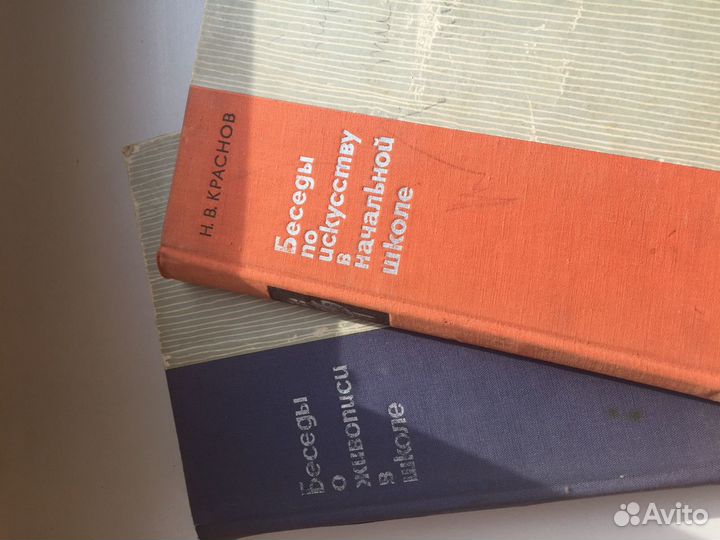 Н. В. КРАСНОВ
Беседы
по
искусству
в
начальной
школе
Беседы
о
живописи
в
школе
Avito